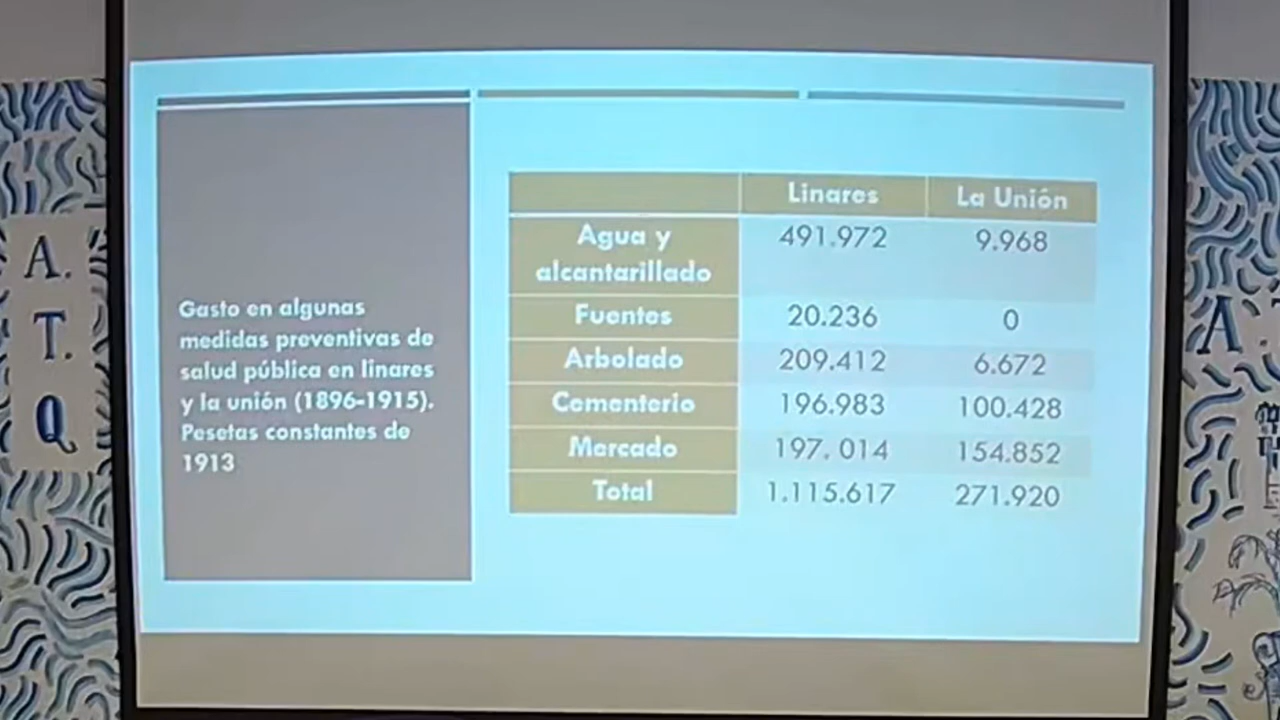 A.
T.
Q
Gasto en algunas
medidas preventivas de
salud pública en linares
y la unión (1896-1915).
Pesetas constantes de
1913
Linares La Unión
Agua y
alcantarillado 491.972 9.968
Fuentes 20.236 0
Arbolado 209.412 6.672
Cementerio 196.983 100.428
Mercado 197. 014 154.852
Total 1.115.617 271.920
A.